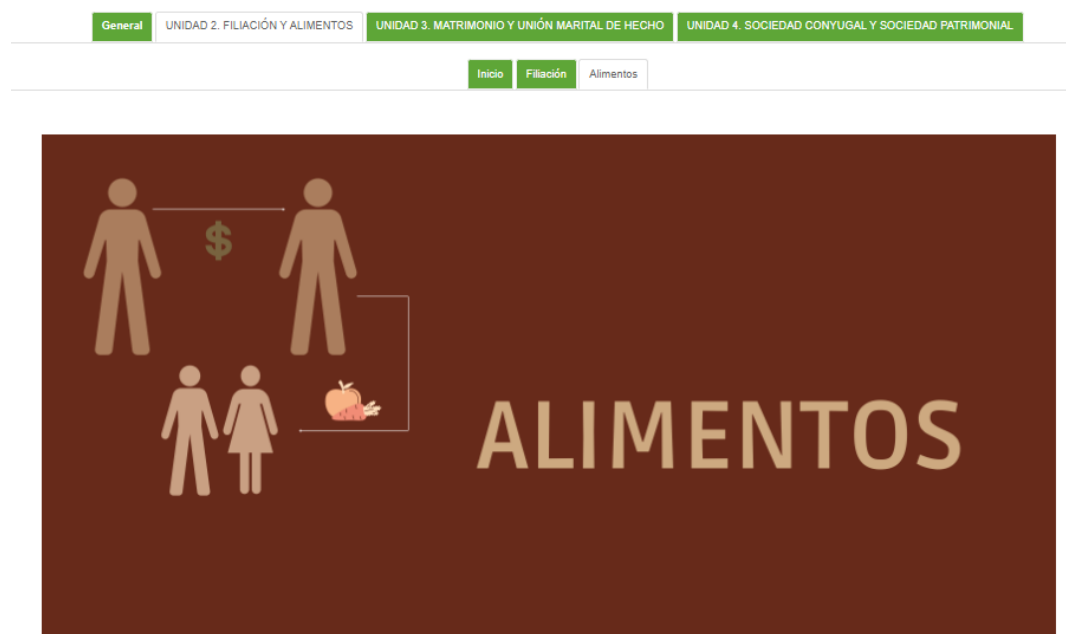 General UNIDAD 2. FILIACIÓN Y ALIMENTOS UNIDAD 3. MATRIMONIO Y UNIÓN MARITAL DE HECHO UNIDAD 4. SOCIEDAD CONYUGAL Y SOCIEDAD PATRIMONIAL
Inicio Filiación Alimentos
$
ALIMENTOS